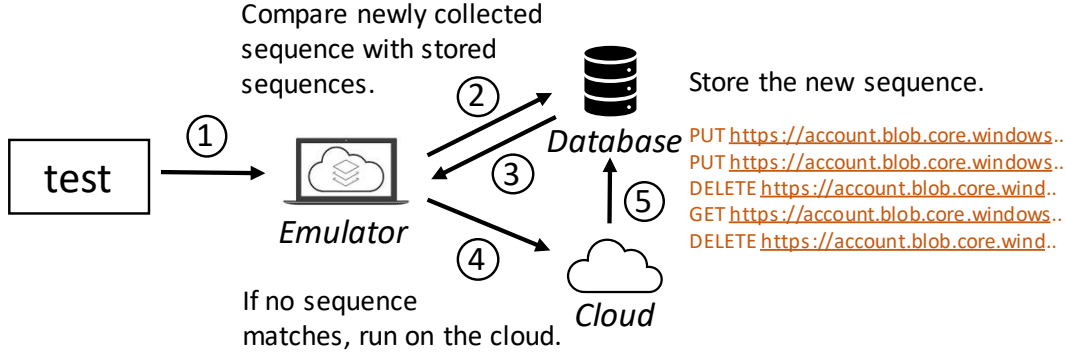 Compare newly collected
sequence with stored
sequences.
②
Store the new sequence.
①
Database
PUT https://account.blob.core.windows..
PUT https://account.blob.core.windows..
DELETE https://account.blob.core.wind..
GET https://account.blob.core.windows..
DELETE https://account.blob.core.wind..
test
③
⑤
Emulator
④
If no sequence
matches, run on the cloud.
Cloud